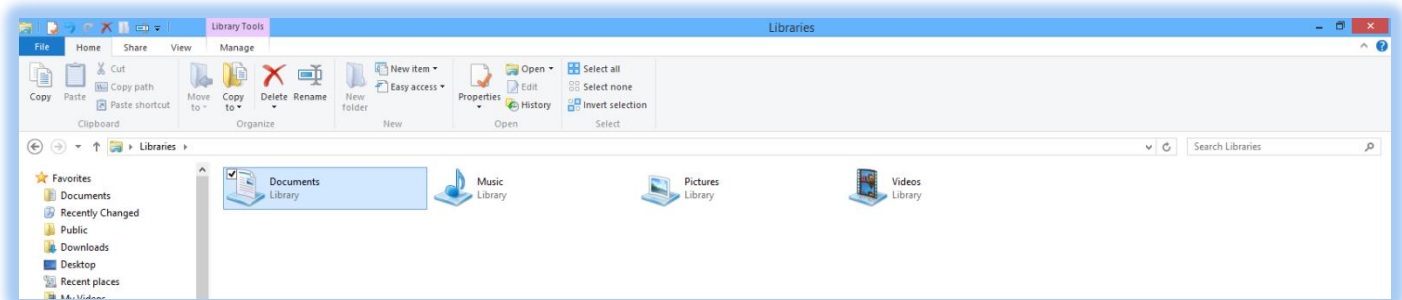 Library Tools
Libraries
File Home Share View Manage
Copy
Paste
Cut
Copy path
Paste shortcut
Clipboard
Move to
Copy to
Delete
Rename
Organize
New folder
New item
Easy access
New
Properties
Open
Edit
History
Open
Select all
Select none
Invert selection
Select
Libraries
Search Libraries
Favorites
Documents
Recently Changed
Public
Downloads
Desktop
Recent places
My Videos
Documents
Library
Music
Library
Pictures
Library
Videos
Library